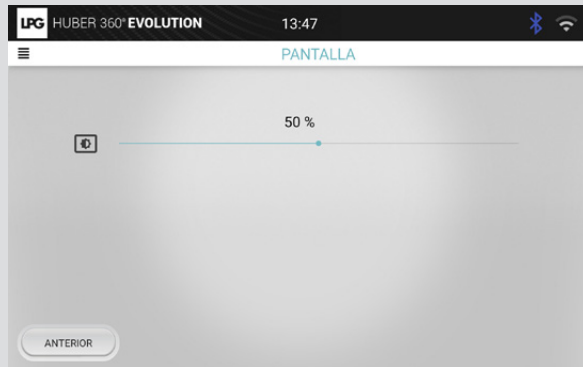 LPG HUBER 360° EVOLUTION 13:47
PANTALLA
50 %
ANTERIOR